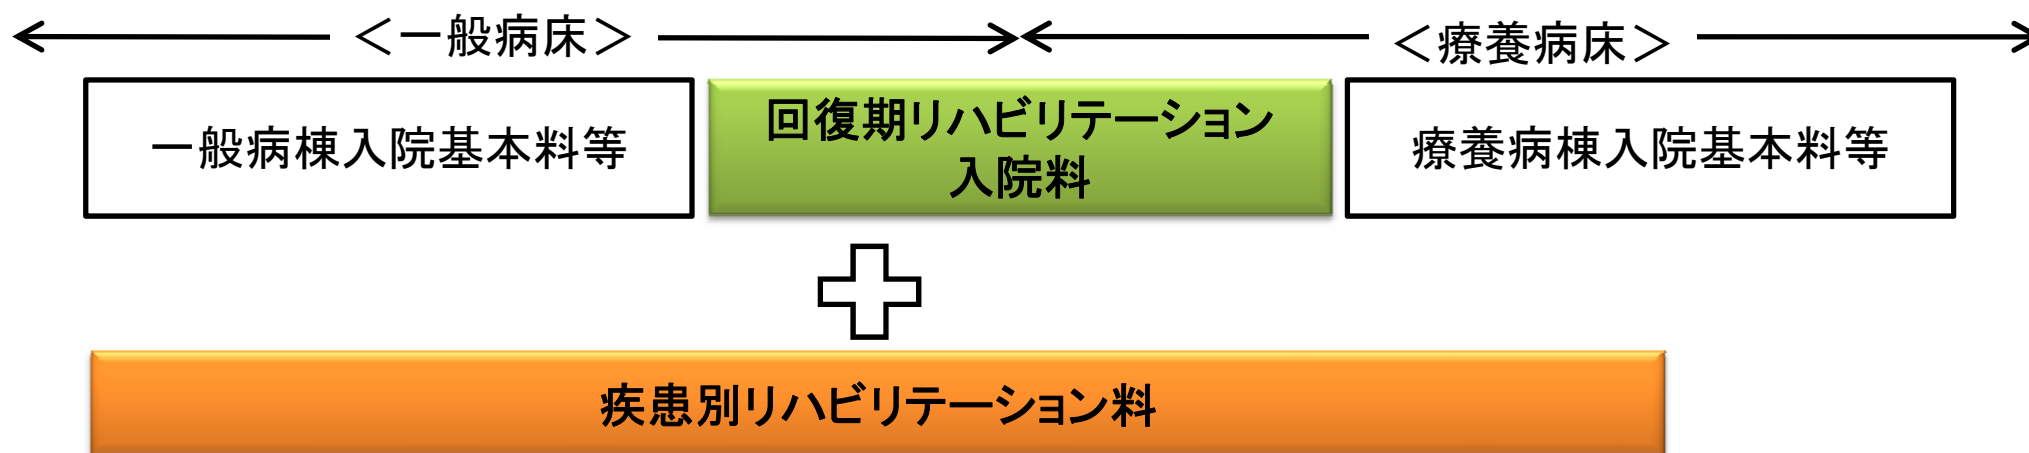 ＜一般病床＞
＜療養病床＞
一般病棟入院基本料等
回復期リハビリテーション
入院料
療養病棟入院基本料等
疾患別リハビリテーション料